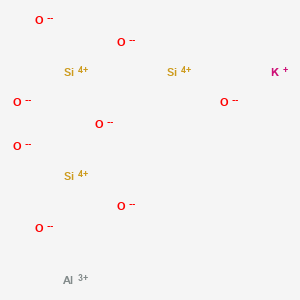 O --
O --
Si 4+ Si 4+ K +
O -- O --
O --
O --
Si 4+
O --
O --
Al 3+